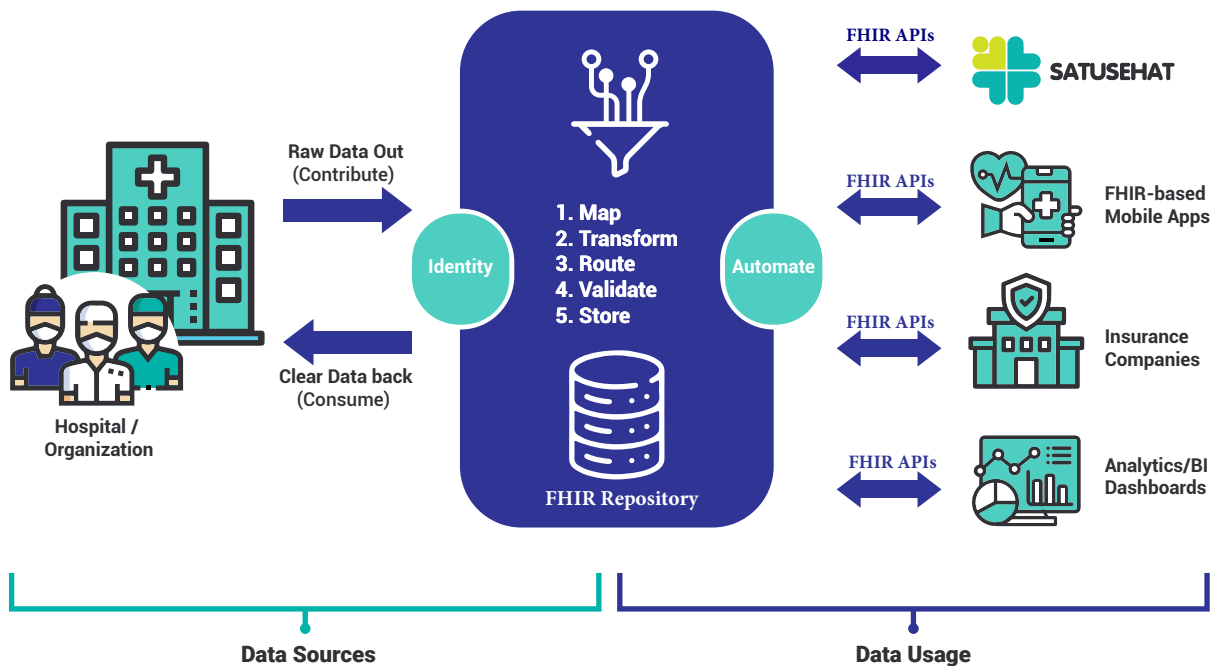 Raw Data Out
(Contribute)
Clear Data back
(Consume)
Hospital /
Organization
Identity
1. Map
2. Transform
3. Route
4. Validate
5. Store
FHIR Repository
Automate
FHIR APIs
SATUSEHAT
FHIR APIs
FHIR-based
Mobile Apps
FHIR APIs
Insurance
Companies
FHIR APIs
Analytics/BI
Dashboards
Data Sources
Data Usage